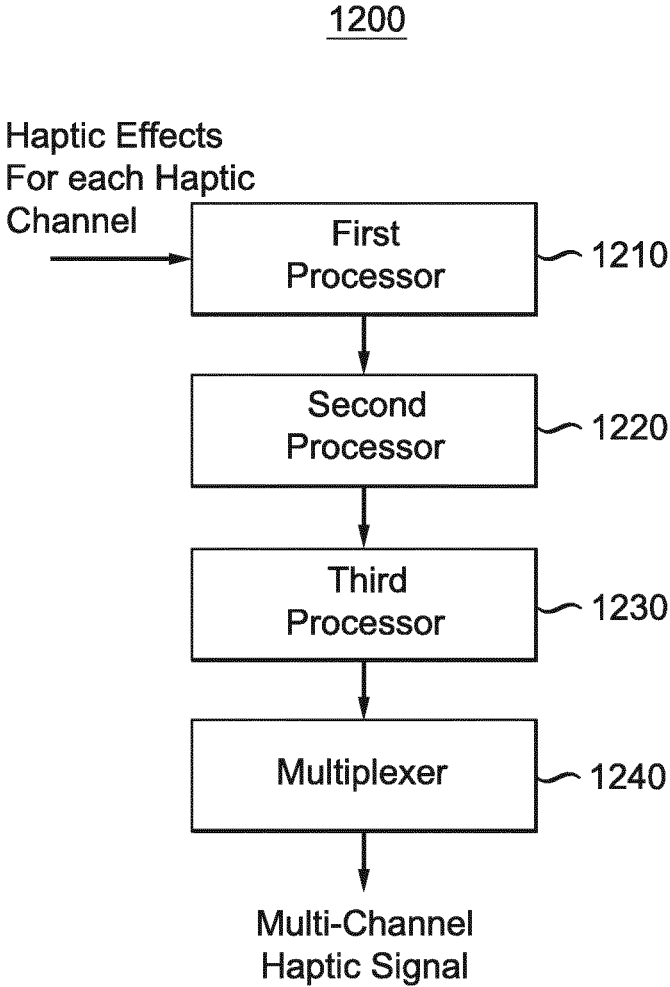 1200
Haptic Effects
For each Haptic
Channel
First
Processor
1210
Second
Processor
1220
Third
Processor
1230
Multiplexer
1240
Multi-Channel
Haptic Signal